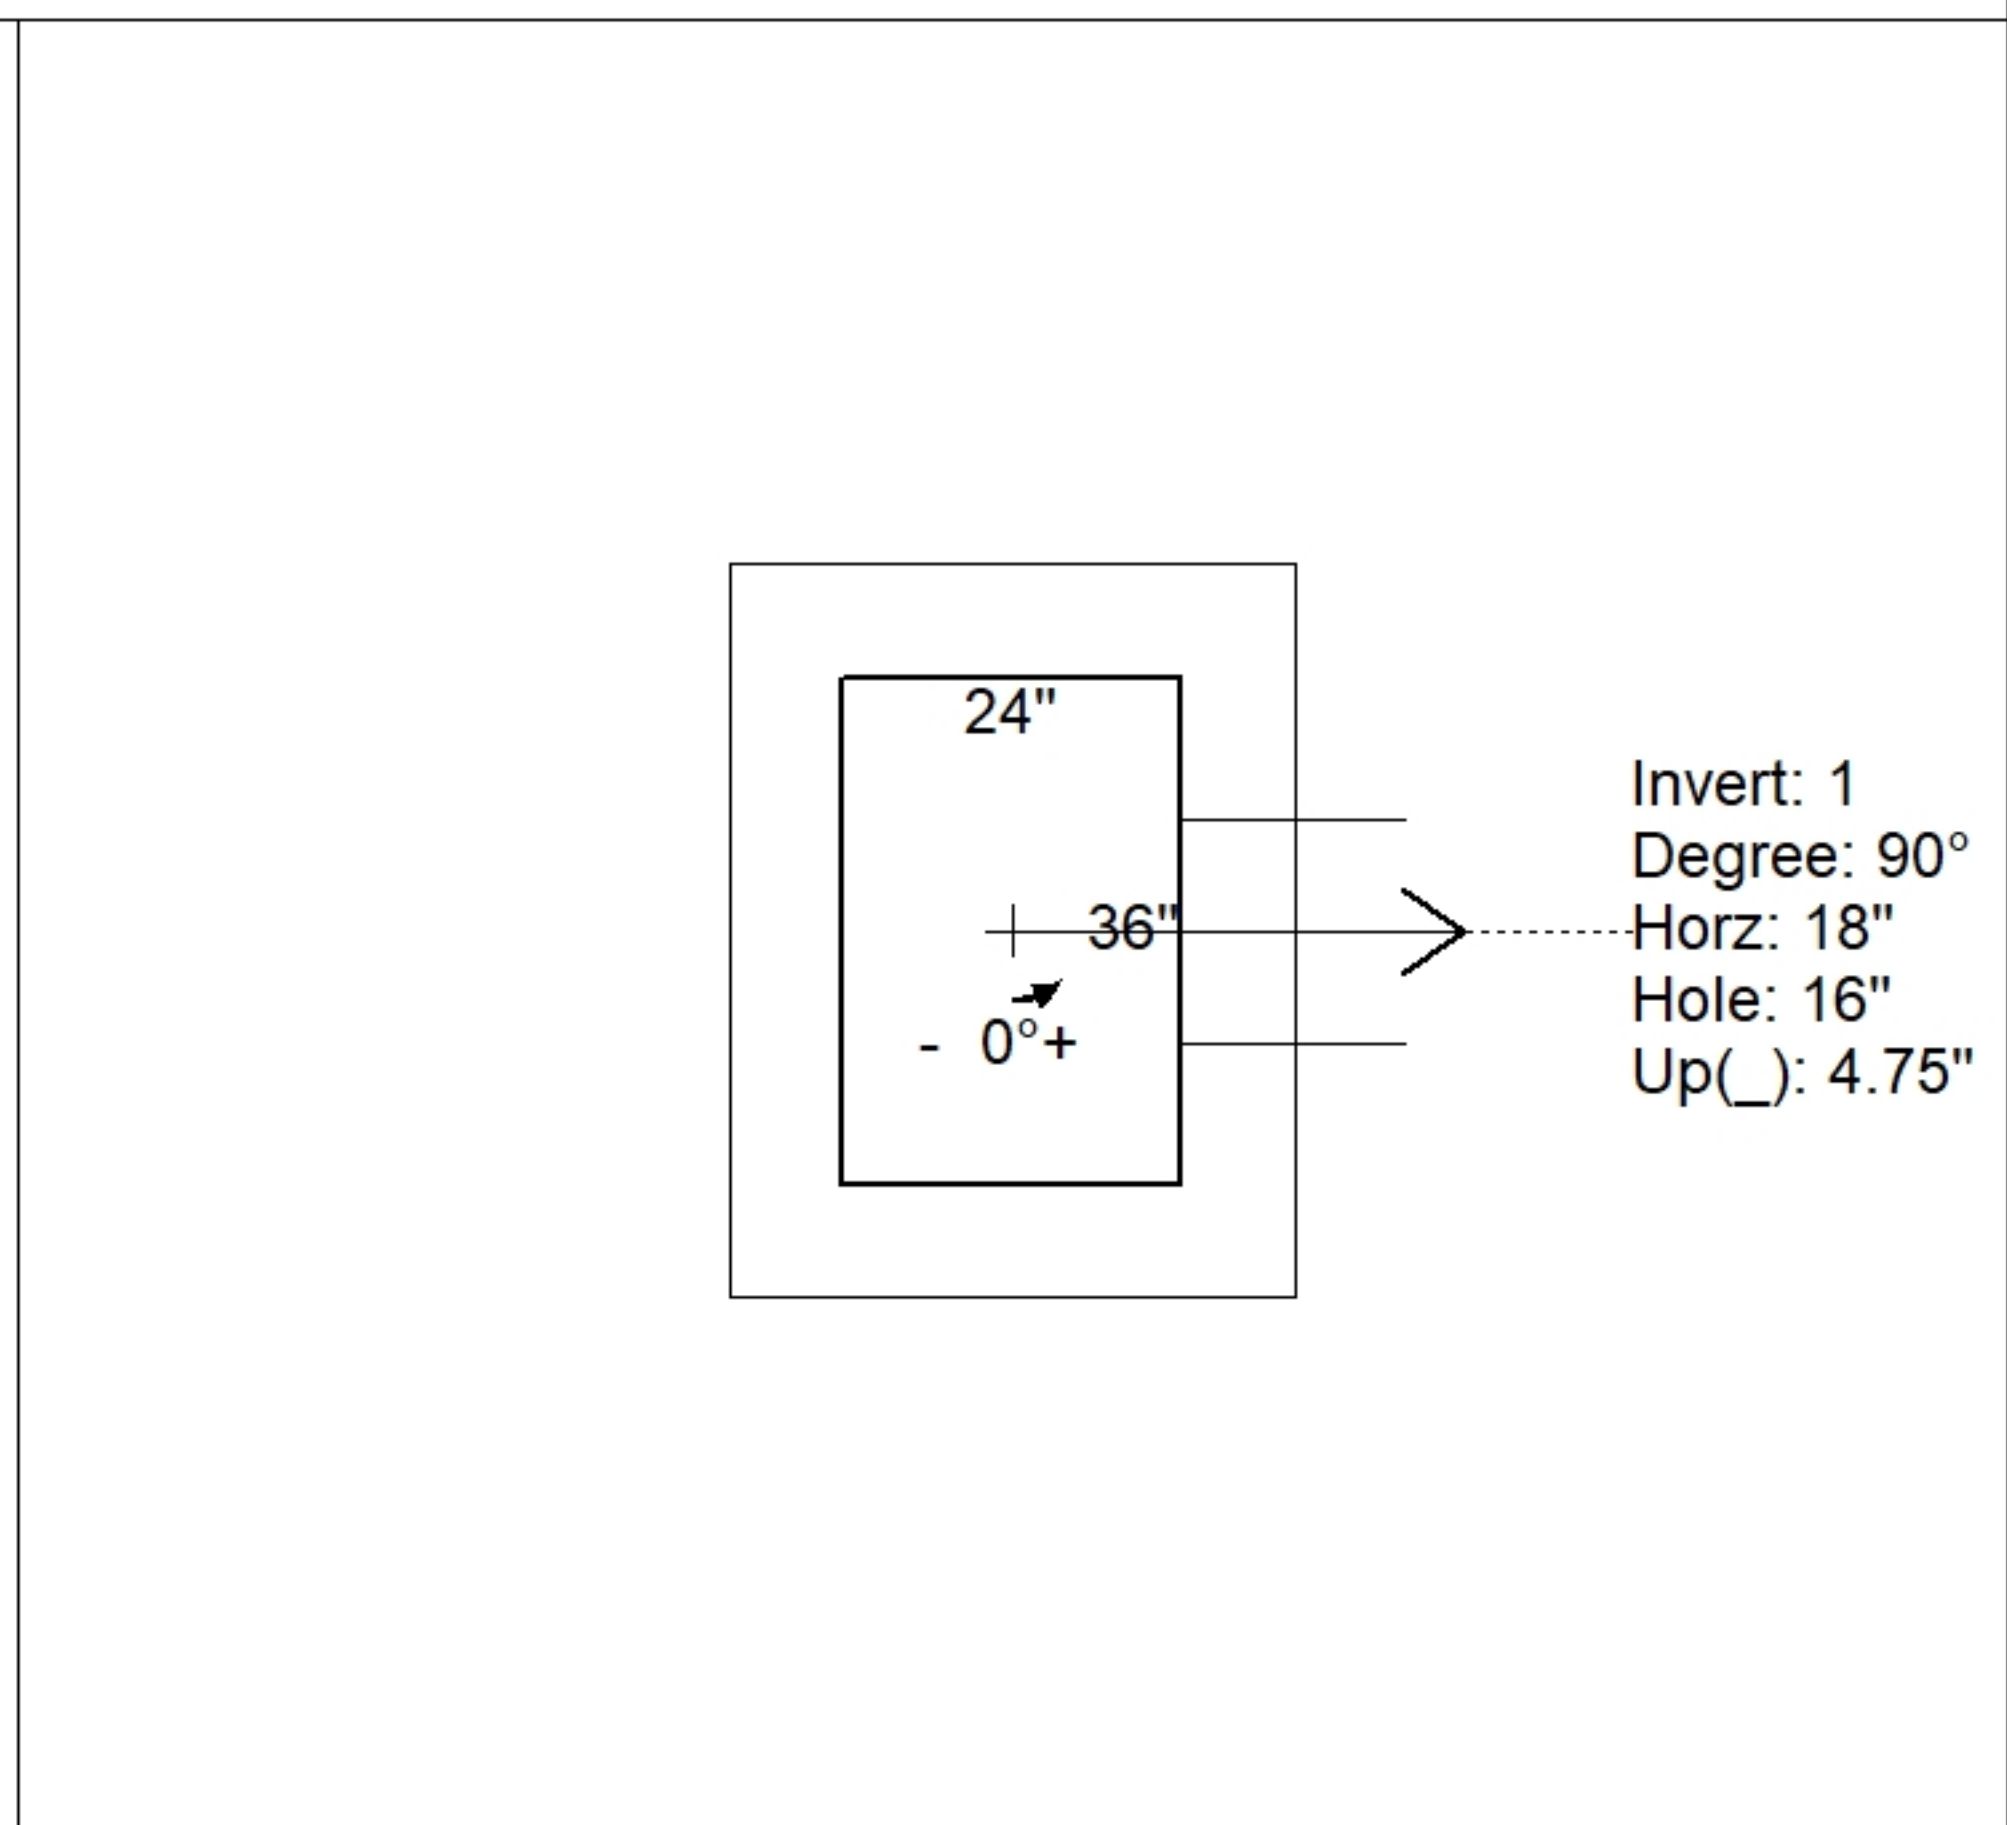 24"
Invert: 1
Degree: 90°
36"
Horz: 18"
Hole: 16"
- 0°+
Up(_): 4.75"